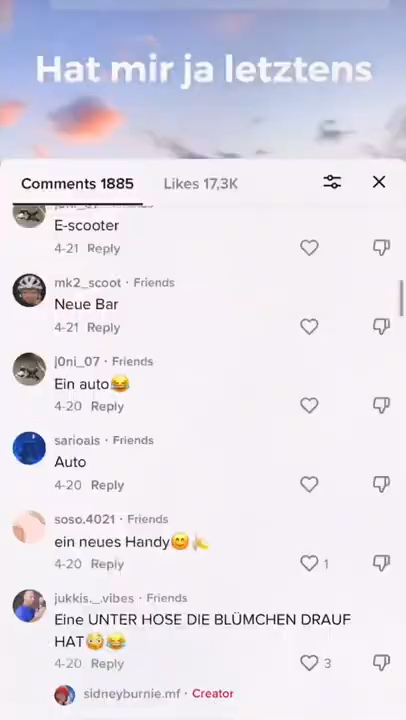 Hat mir ja letztens
Comments 1885 Likes 17,3K
E-scooter
4-21 Reply
mk2_scoot · Friends
Neue Bar
4-21 Reply
j0ni_07 · Friends
Ein auto😂
4-20 Reply
sarioals · Friends
Auto
4-20 Reply
soso.4021 · Friends
ein neues Handy😊🫰
4-20 Reply 1
jukkis._.vibes · Friends
Eine UNTER HOSE DIE BLÜMCHEN DRAUF
HAT😳😂
4-20 Reply 3
sidneyburnie.mf · Creator